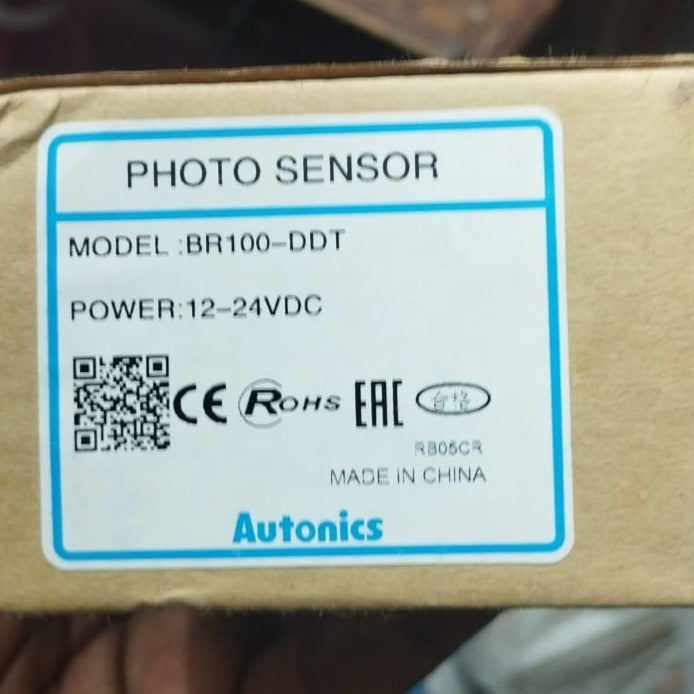 PHOTO SENSOR
MODEL :BR100-DDT
POWER:12-24VDC
CE RoHS EAC 合格
RB05CR
MADE IN CHINA
Autonics